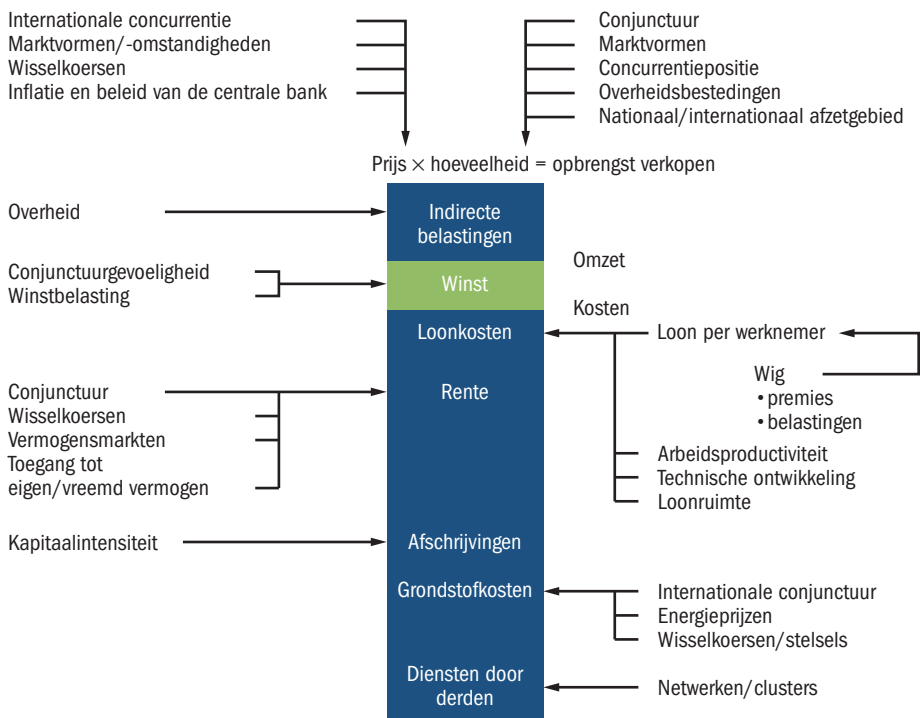 Internationale concurrentie
Marktvormen/-omstandigheden
Wisselkoersen
Inflatie en beleid van de centrale bank
Conjunctuur
Marktvormen
Concurrentiepositie
Overheidsbestedingen
Nationaal/internationaal afzetgebied
Prijs × hoeveelheid = opbrengst verkopen
Overheid
Indirecte
belastingen
Conjunctuurgevoeligheid
Winstbelasting
Winst
Omzet
Kosten
Loonkosten
Loon per werknemer
Wig
• premies
• belastingen
Conjunctuur
Wisselkoersen
Vermogensmarkten
Toegang tot
eigen/vreemd vermogen
Rente
Arbeidsproductiviteit
Technische ontwikkeling
Loonruimte
Kapitaalintensiteit
Afschrijvingen
Grondstofkosten
Internationale conjunctuur
Energieprijzen
Wisselkoersen/stelsels
Diensten door
derden
Netwerken/clusters